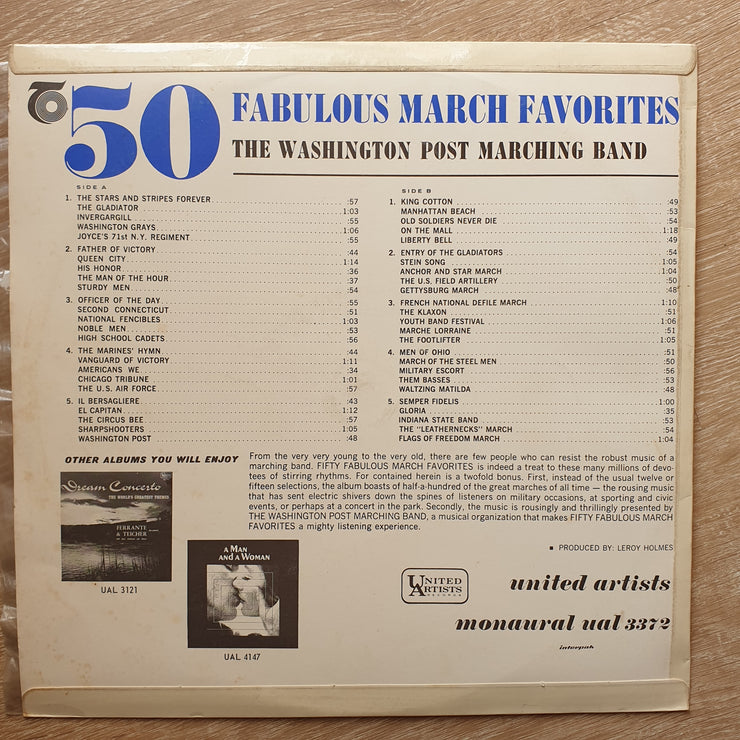 50 FABULOUS MARCH FAVORITES
THE WASHINGTON POST MARCHING BAND
SIDE A
1. THE STARS AND STRIPES FOREVER :57
THE GLADIATOR 1:03
INVERGARGILL :55
WASHINGTON GRAYS 1:06
JOYCE'S 71st N.Y. REGIMENT :55
2. FATHER OF VICTORY :44
QUEEN CITY 1:14
HIS HONOR :36
THE MAN OF THE HOUR :37
STURDY MEN :54
3. OFFICER OF THE DAY :55
SECOND CONNECTICUT :51
NATIONAL FENCIBLES 1:03
NOBLE MEN :53
HIGH SCHOOL CADETS :56
4. THE MARINES' HYMN :44
VANGUARD OF VICTORY 1:11
AMERICANS WE :34
CHICAGO TRIBUNE 1:01
THE U.S. AIR FORCE :57
5. IL BERSAGLIERE :43
EL CAPITAN 1:12
THE CIRCUS BEE :57
SHARPSHOOTERS 1:05
WASHINGTON POST :48
SIDE B
1. KING COTTON :49
MANHATTAN BEACH :53
OLD SOLDIERS NEVER DIE :54
ON THE MALL 1:18
LIBERTY BELL :49
2. ENTRY OF THE GLADIATORS :54
STEIN SONG 1:05
ANCHOR AND STAR MARCH 1:04
THE U.S. FIELD ARTILLERY :50
GETTYSBURG MARCH :48
3. FRENCH NATIONAL DEFILE MARCH 1:10
THE KLAXON :51
YOUTH BAND FESTIVAL 1:06
MARCHE LORRAINE :51
THE FOOTLIFTER 1:05
4. MEN OF OHIO :51
MARCH OF THE STEEL MEN :50
MILITARY ESCORT :56
THEM BASSES :53
WALTZING MATILDA :48
5. SEMPER FIDELIS 1:00
GLORIA :35
INDIANA STATE BAND :53
THE "LEATHERNECKS" MARCH :54
FLAGS OF FREEDOM MARCH 1:04
OTHER ALBUMS YOU WILL ENJOY
Dream Concerto
THE WORLD'S GREATEST THEMES
FERRANTE
& TEICHER
UAL 3121
A MAN
AND A WOMAN
UAL 4147
From the very very young to the very old, there are few people who can resist the robust music of a
marching band. FIFTY FABULOUS MARCH FAVORITES is indeed a treat to these many millions of devo-
tees of stirring rhythms. For contained herein is a twofold bonus. First, instead of the usual twelve or
fifteen selections, the album boasts of half-a-hundred of the great marches of all time — the rousing music
that has sent electric shivers down the spines of listeners on military occasions, at sporting and civic
events, or perhaps at a concert in the park. Secondly, the music is rousingly and thrillingly presented by
THE WASHINGTON POST MARCHING BAND, a musical organization that makes FIFTY FABULOUS MARCH
FAVORITES a mighty listening experience.
■ PRODUCED BY: LEROY HOLMES
UNITED
ARTISTS
RECORDS
united artists
monaural ual 3372
interpak